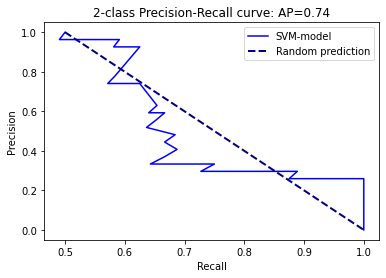 2-class Precision-Recall curve: AP=0.74
SVM-model
Random prediction
Precision
1.0
0.8
0.6
0.4
0.2
0.0
0.5
0.6
0.7
0.8
0.9
1.0
Recall